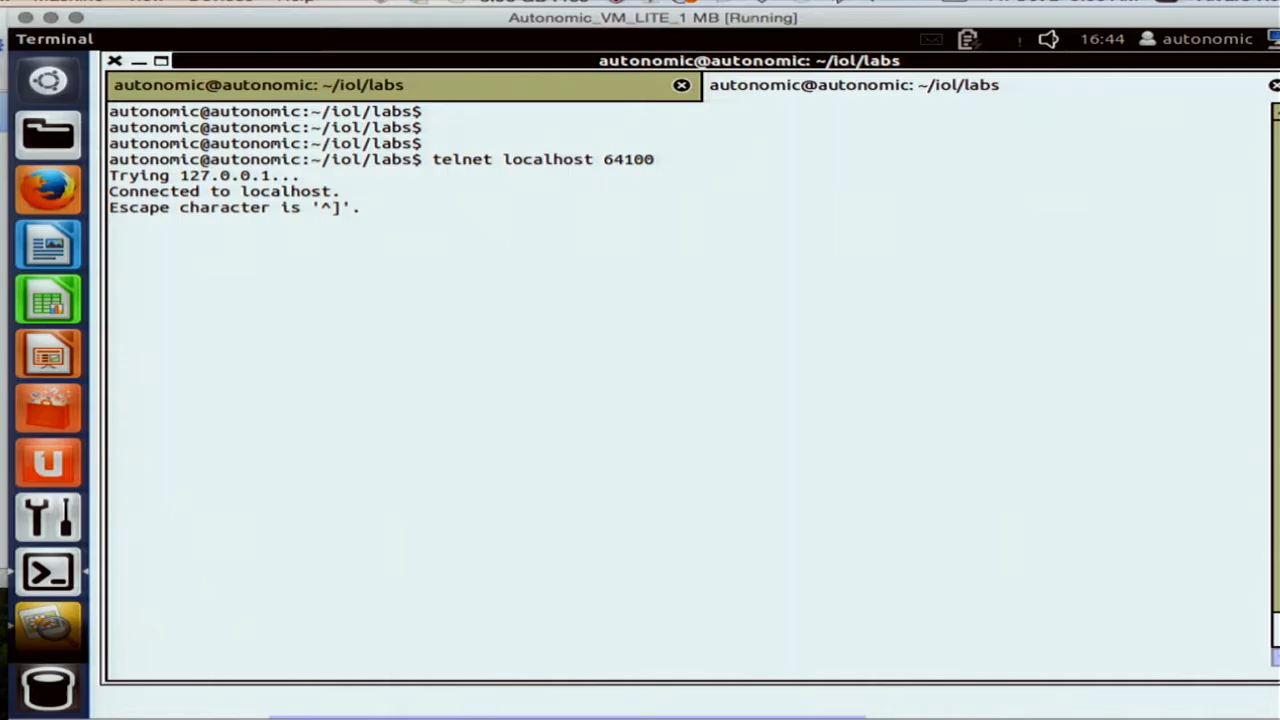 Autonomic_VM_LITE_1 MB [Running]
Terminal
16:44
autonomic
autonomic@autonomic: ~/iol/labs
autonomic@autonomic: ~/iol/labs
autonomic@autonomic: ~/iol/labs
autonomic@autonomic:~/iol/labs$
autonomic@autonomic:~/iol/labs$
autonomic@autonomic:~/iol/labs$
autonomic@autonomic:~/iol/labs$ telnet localhost 64100
Trying 127.0.0.1...
Connected to localhost.
Escape character is '^]'.